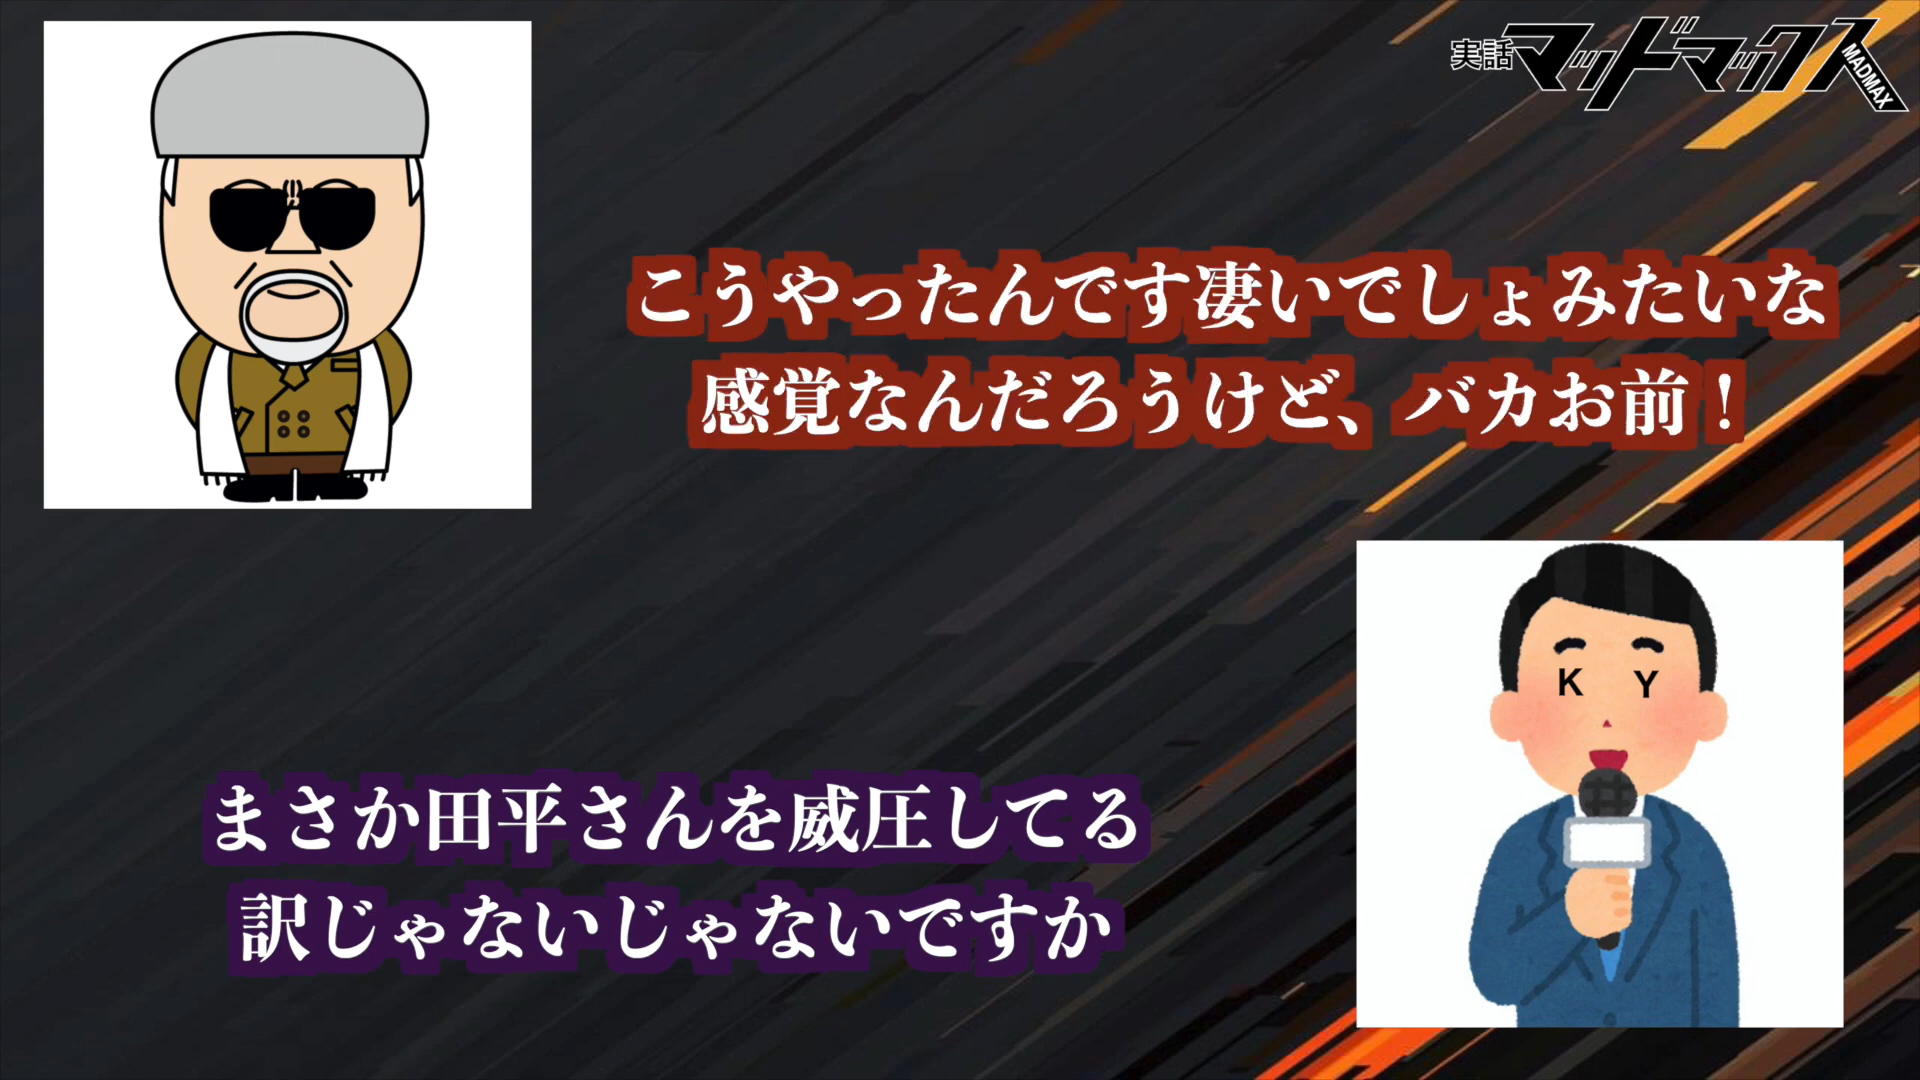 実話マッドマックス
MADMAX
こうやったんです凄いでしょみたいな
感覚なんだろうけど、バカお前！
K Y
まさか田平さんを威圧してる
訳じゃないじゃないですか